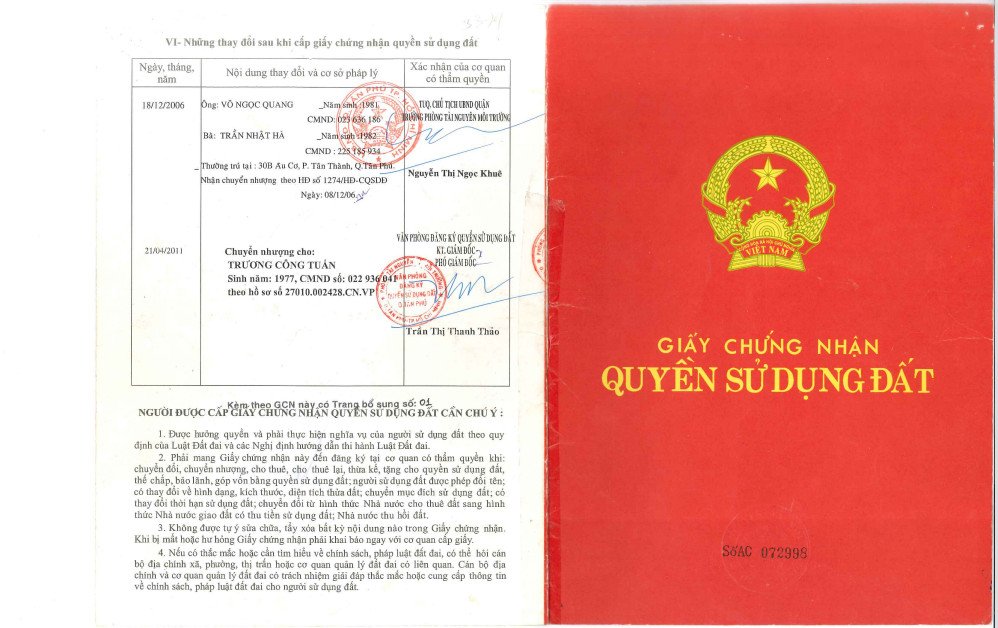 VI- Những thay đổi sau khi cấp giấy chứng nhận quyền sử dụng đất
Ngày, tháng, năm
Nội dung thay đổi và cơ sở pháp lý
Xác nhận của cơ quan
có thẩm quyền
18/12/2006
Ông: VÕ NGỌC QUANG _Năm sinh :1981
CMND: 023 636 186
Bà: TRẦN NHẬT HÀ _Năm sinh :1982
CMND : 225 185 934
_ Thường trú tại : 30B Âu Cơ, P. Tân Thành, Q.Tân Phú.
Nhận chuyển nhượng theo HĐ số 1274/HĐ-CQSDĐ
Ngày: 08/12/06
TUQ. CHỦ TỊCH UBND QUẬN
TRƯỞNG PHÒNG TÀI NGUYÊN MÔI TRƯỜNG
Nguyễn Thị Ngọc Khuê
21/04/2011
Chuyển nhượng cho:
TRƯƠNG CÔNG TUẤN
Sinh năm: 1977, CMND số: 022 936 041
theo hồ sơ số 27010.002428.CN.VP
VĂN PHÒNG ĐĂNG KÝ QUYỀN SỬ DỤNG ĐẤT
KT. GIÁM ĐỐC
PHÓ GIÁM ĐỐC
VĂN PHÒNG
ĐĂNG KÝ
QUYỀN SỬ DỤNG ĐẤT
Q.TÂN PHÚ
Trần Thị Thanh Thảo
Kèm theo GCN này có Trang bổ sung số: 01
NGƯỜI ĐƯỢC CẤP GIẤY CHỨNG NHẬN QUYỀN SỬ DỤNG ĐẤT CẦN CHÚ Ý :
1. Được hưởng quyền và phải thực hiện nghĩa vụ của người sử dụng đất theo quy
định của Luật Đất đai và các Nghị định hướng dẫn thi hành Luật Đất đai.
2. Phải mang Giấy chứng nhận này đến đăng ký tại cơ quan có thẩm quyền khi:
chuyển đổi, chuyển nhượng, cho thuê, cho thuê lại, thừa kế, tặng cho quyền sử dụng đất,
thế chấp, bảo lãnh, góp vốn bằng quyền sử dụng đất; người sử dụng đất được phép đổi tên;
có thay đổi về hình dạng, kích thước, diện tích thửa đất; chuyển mục đích sử dụng đất; có
thay đổi thời hạn sử dụng đất; chuyển đổi từ hình thức Nhà nước cho thuê đất sang hình
thức Nhà nước giao đất có thu tiền sử dụng đất; Nhà nước thu hồi đất.
3. Không được tự ý sửa chữa, tẩy xóa bất kỳ nội dung nào trong Giấy chứng nhận.
Khi bị mất hoặc hư hỏng Giấy chứng nhận phải khai báo ngay với cơ quan cấp giấy.
4. Nếu có thắc mắc hoặc cần tìm hiểu về chính sách, pháp luật đất đai, có thể hỏi cán
bộ địa chính xã, phường, thị trấn hoặc cơ quan quản lý đất đai có liên quan. Cán bộ địa
chính và cơ quan quản lý đất đai có trách nhiệm giải đáp thắc mắc hoặc cung cấp thông tin
về chính sách, pháp luật đất đai cho người sử dụng đất.
VIỆT NAM
GIẤY CHỨNG NHẬN
QUYỀN SỬ DỤNG ĐẤT
SốAC 072998